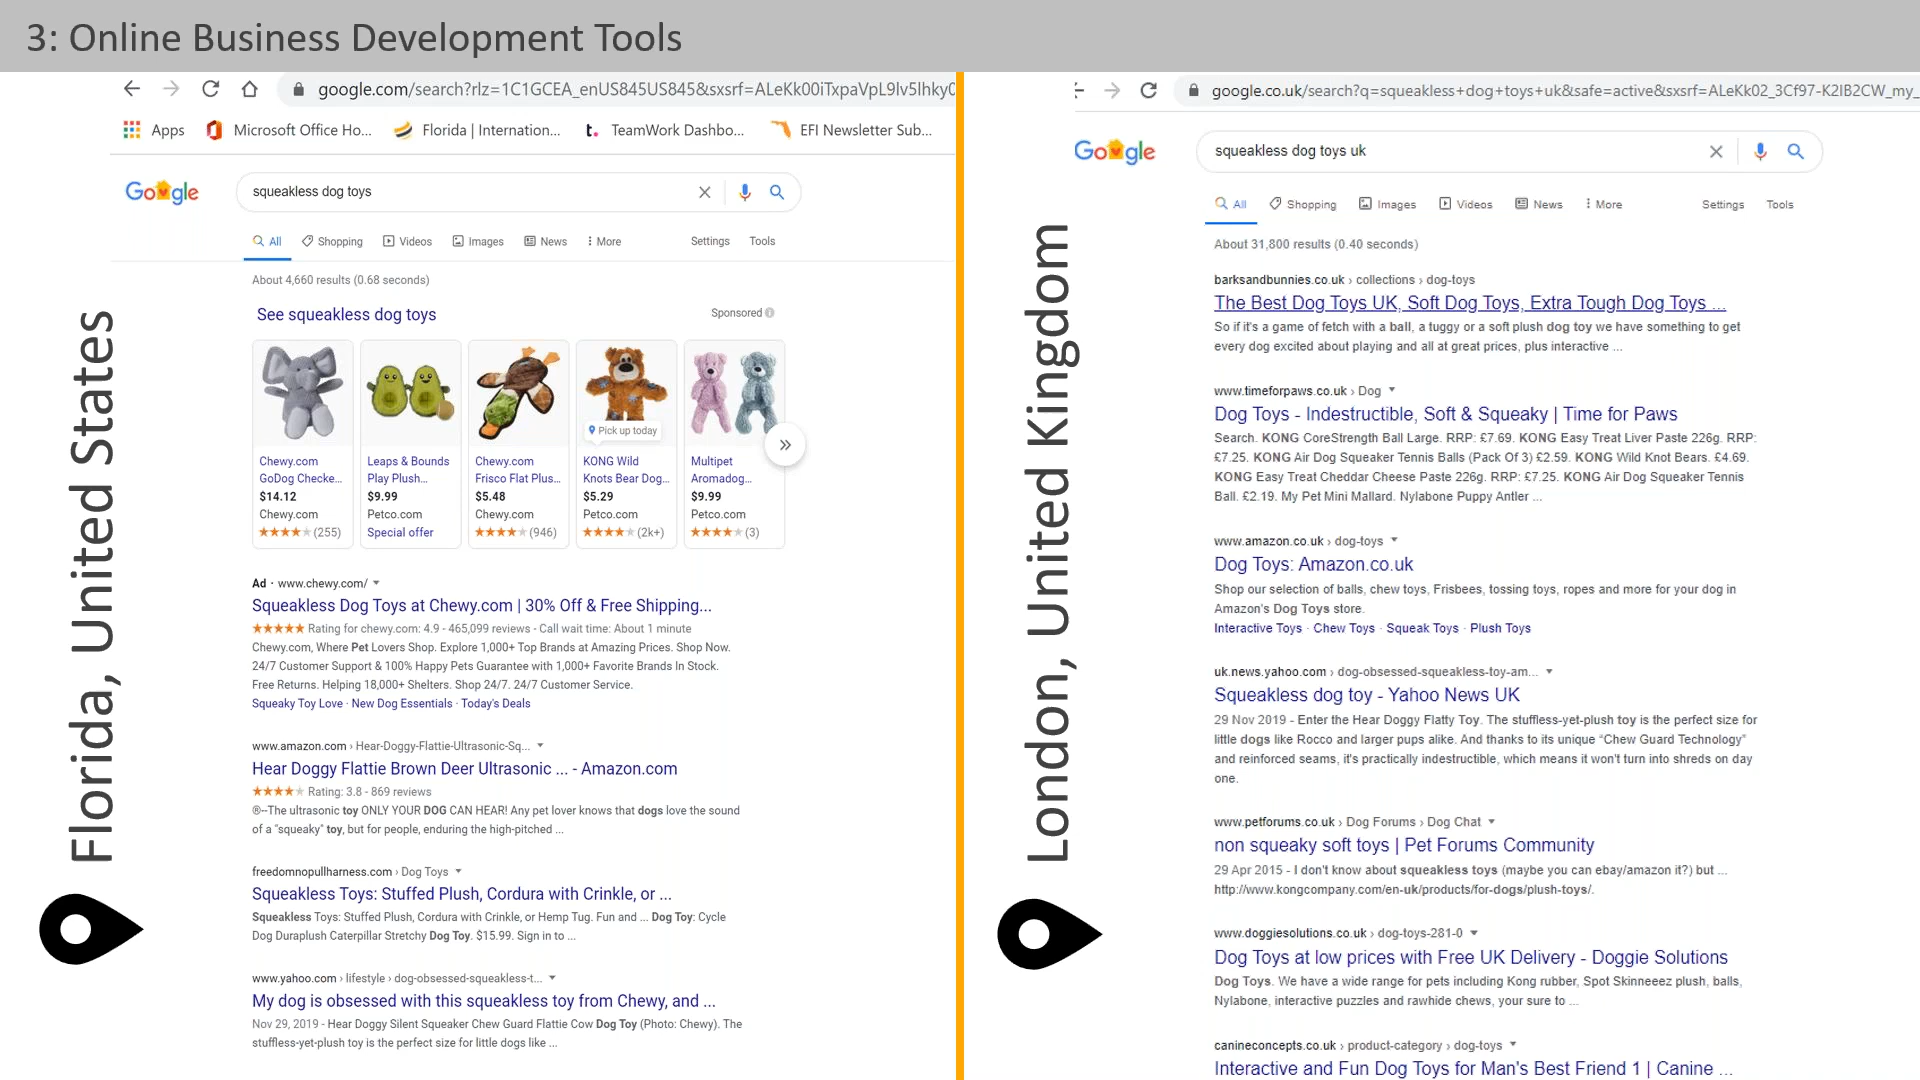 3: Online Business Development Tools
Florida, United States
google.com/search?rlz=1C1GCEA_enUS845US845&sxsrf=ALeKk00iTxpaVpL9lv5lhky0
Apps
Microsoft Office Ho...
Florida | Internation...
TeamWork Dashbo...
EFI Newsletter Sub...
Google
squeakless dog toys
All
Shopping
Videos
Images
News
More
Settings
Tools
About 4,660 results (0.68 seconds)
See squeakless dog toys
Sponsored
Pick up today
Chewy.com
GoDog Checke...
$14.12
Chewy.com
(255)
Leaps & Bounds
Play Plush...
$9.99
Petco.com
Special offer
Chewy.com
Frisco Flat Plus...
$5.48
Chewy.com
(946)
KONG Wild
Knots Bear Dog...
$5.29
Petco.com
(2k+)
Multipet
Aromadog...
$9.99
Petco.com
(3)
Ad · www.chewy.com/
Squeakless Dog Toys at Chewy.com | 30% Off & Free Shipping...
Rating for chewy.com: 4.9 - 465,099 reviews - Call wait time: About 1 minute
Chewy.com, Where Pet Lovers Shop. Explore 1,000+ Top Brands at Amazing Prices. Shop Now.
24/7 Customer Support & 100% Happy Pets Guarantee with 1,000+ Favorite Brands In Stock.
Free Returns. Helping 18,000+ Shelters. Shop 24/7. 24/7 Customer Service.
Squeaky Toy Love · New Dog Essentials · Today's Deals
www.amazon.com › Hear-Doggy-Flattie-Ultrasonic-Sq...
Hear Doggy Flattie Brown Deer Ultrasonic ... - Amazon.com
Rating: 3.8 - 869 reviews
®--The ultrasonic toy ONLY YOUR DOG CAN HEAR! Any pet lover knows that dogs love the sound
of a "squeaky" toy, but for people, enduring the high-pitched ...
freedomnopullharness.com › Dog Toys
Squeakless Toys: Stuffed Plush, Cordura with Crinkle, or ...
Squeakless Toys: Stuffed Plush, Cordura with Crinkle, or Hemp Tug. Fun and ... Dog Toy: Cycle
Dog Duraplush Caterpillar Stretchy Dog Toy. $15.99. Sign in to ...
www.yahoo.com › lifestyle › dog-obsessed-squeakless-t...
My dog is obsessed with this squeakless toy from Chewy, and ...
Nov 29, 2019 - Hear Doggy Silent Squeaker Chew Guard Flattie Cow Dog Toy (Photo: Chewy). The
stuffless-yet-plush toy is the perfect size for little dogs like ...
London, United Kingdom
google.co.uk/search?q=squeakless+dog+toys+uk&safe=active&sxsrf=ALeKk02_3Cf97-K2IB2CW_my_
Google
squeakless dog toys uk
All
Shopping
Images
Videos
News
More
Settings
Tools
About 31,800 results (0.40 seconds)
barksandbunnies.co.uk › collections › dog-toys
The Best Dog Toys UK, Soft Dog Toys, Extra Tough Dog Toys ...
So if it's a game of fetch with a ball, a tuggy or a soft plush dog toy we have something to get
every dog excited about playing and all at great prices, plus interactive ...
www.timeforpaws.co.uk › Dog
Dog Toys - Indestructible, Soft & Squeaky | Time for Paws
Search. KONG CoreStrength Ball Large. RRP: £7.69. KONG Easy Treat Liver Paste 226g. RRP:
£7.25. KONG Air Dog Squeaker Tennis Balls (Pack Of 3) £2.59. KONG Wild Knot Bears. £4.69.
KONG Easy Treat Cheddar Cheese Paste 226g. RRP: £7.25. KONG Air Dog Squeaker Tennis
Ball. £2.19. My Pet Mini Mallard. Nylabone Puppy Antler ...
www.amazon.co.uk › dog-toys
Dog Toys: Amazon.co.uk
Shop our selection of balls, chew toys, Frisbees, tossing toys, ropes and more for your dog in
Amazon's Dog Toys store.
Interactive Toys · Chew Toys · Squeak Toys · Plush Toys
uk.news.yahoo.com › dog-obsessed-squeakless-toy-am...
Squeakless dog toy - Yahoo News UK
29 Nov 2019 - Enter the Hear Doggy Flatty Toy. The stuffless-yet-plush toy is the perfect size for
little dogs like Rocco and larger pups alike. And thanks to its unique “Chew Guard Technology”
and reinforced seams, it's practically indestructible, which means it won't turn into shreds on day
one.
www.petforums.co.uk › Dog Forums › Dog Chat
non squeaky soft toys | Pet Forums Community
29 Apr 2015 - I don't know about squeakless toys (maybe you can ebay/amazon it?) but ...
http://www.kongcompany.com/en-uk/products/for-dogs/plush-toys/.
www.doggiesolutions.co.uk › dog-toys-281-0
Dog Toys at low prices with Free UK Delivery - Doggie Solutions
Dog Toys. We have a wide range for pets including Kong rubber, Spot Skinneeez plush, balls,
Nylabone, interactive puzzles and rawhide chews, your sure to ...
canineconcepts.co.uk › product-category › dog-toys
Interactive and Fun Dog Toys for Man's Best Friend 1 | Canine ...